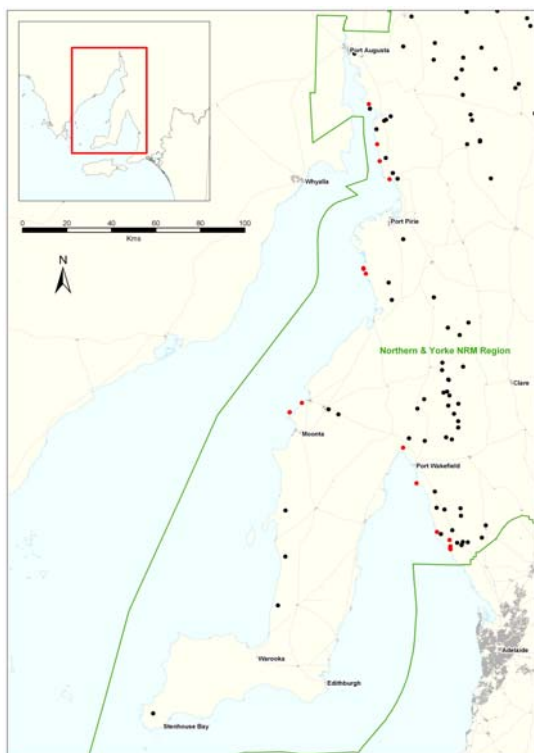 Port Augusta
Whyalla
Port Pirie
0 20 40 60 80 100
Kms
N
Northern & Yorke NRM Region
Clare
Moonta
Port Wakefield
Adelaide
Warooka
Edithburgh
Stenhouse Bay